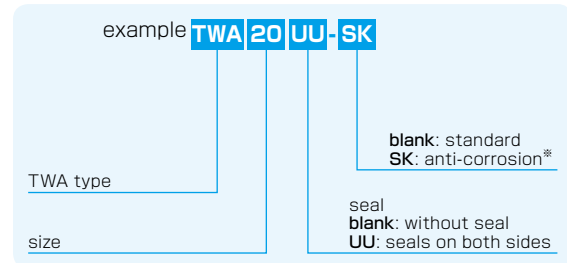 example TWA 20 UU - SK
blank: standard
SK: anti-corrosion※
TWA type
seal
blank: without seal
size
UU: seals on both sides